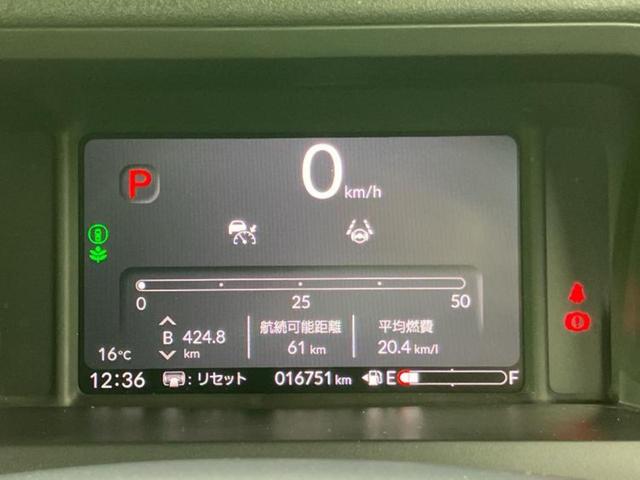 0 km/h
P
0 25 50
B 424.8 km
航続可能距離
61 km
平均燃費
20.4 km/l
16℃
12:36
:リセット
016751 km
E F